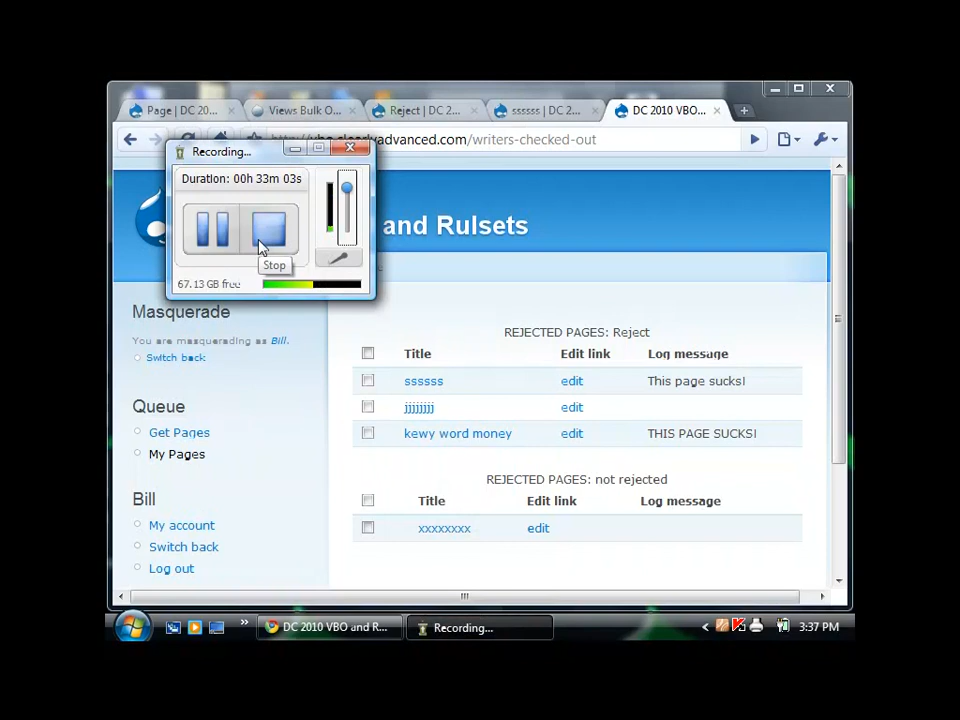 Page | DC 20...
Views Bulk O...
Reject | DC 2...
ssssss | DC 2...
DC 2010 VBO...
advanced.com/writers-checked-out
Recording...
Duration: 00h 33m 03s
and Rulsets
Stop
67.13 GB free
Masquerade
You are masquerading as Bill.
Switch back
Queue
Get Pages
My Pages
Bill
My account
Switch back
Log out
REJECTED PAGES: Reject
Title Edit link Log message
ssssss edit This page sucks!
jjjjjjjj edit
kewy word money edit THIS PAGE SUCKS!
REJECTED PAGES: not rejected
Title Edit link Log message
xxxxxxxx edit
DC 2010 VBO and R...
Recording...
3:37 PM